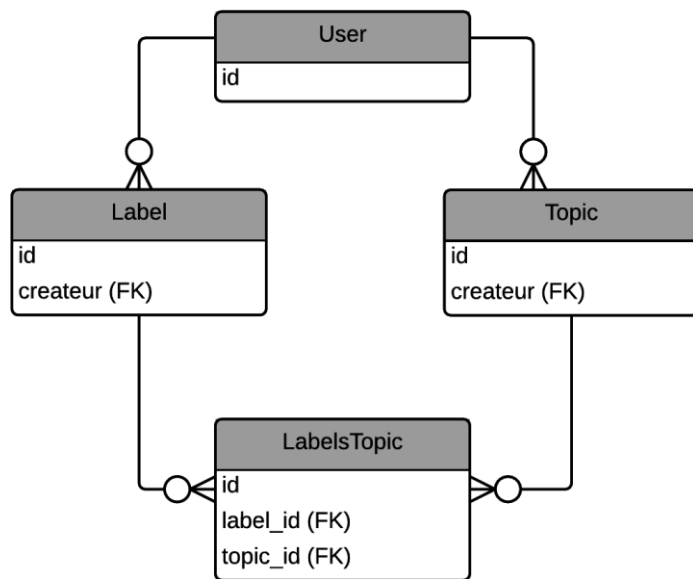 User
id
Label
id
createur (FK)
Topic
id
createur (FK)
LabelsTopic
id
label_id (FK)
topic_id (FK)